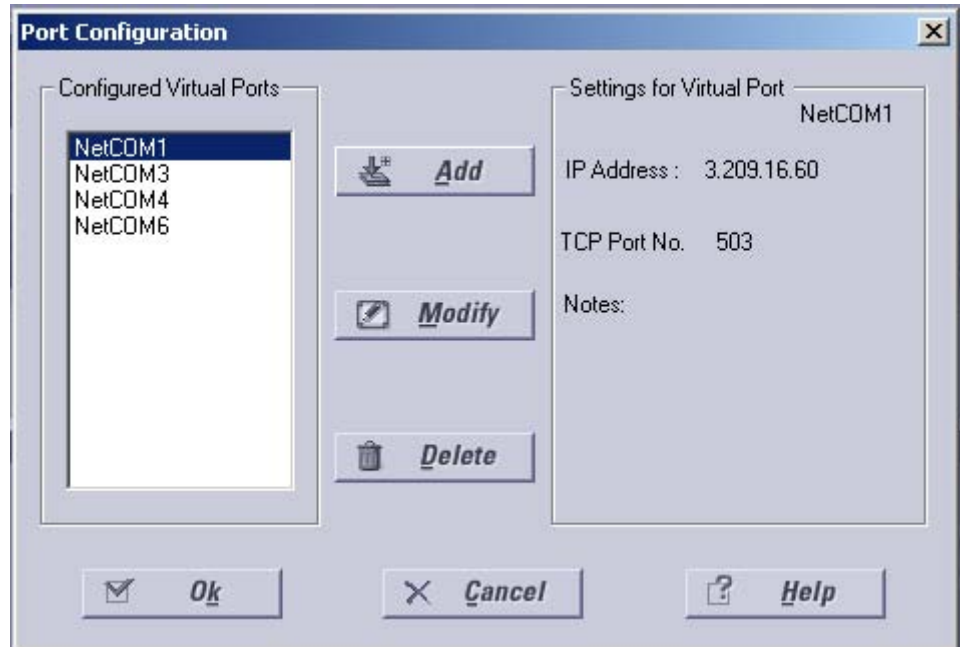 Port Configuration
Configured Virtual Ports
NetCOM1
NetCOM3
NetCOM4
NetCOM6
Add
Modify
Delete
Settings for Virtual Port
NetCOM1
IP Address : 3.209.16.60
TCP Port No. 503
Notes:
Ok
Cancel
Help